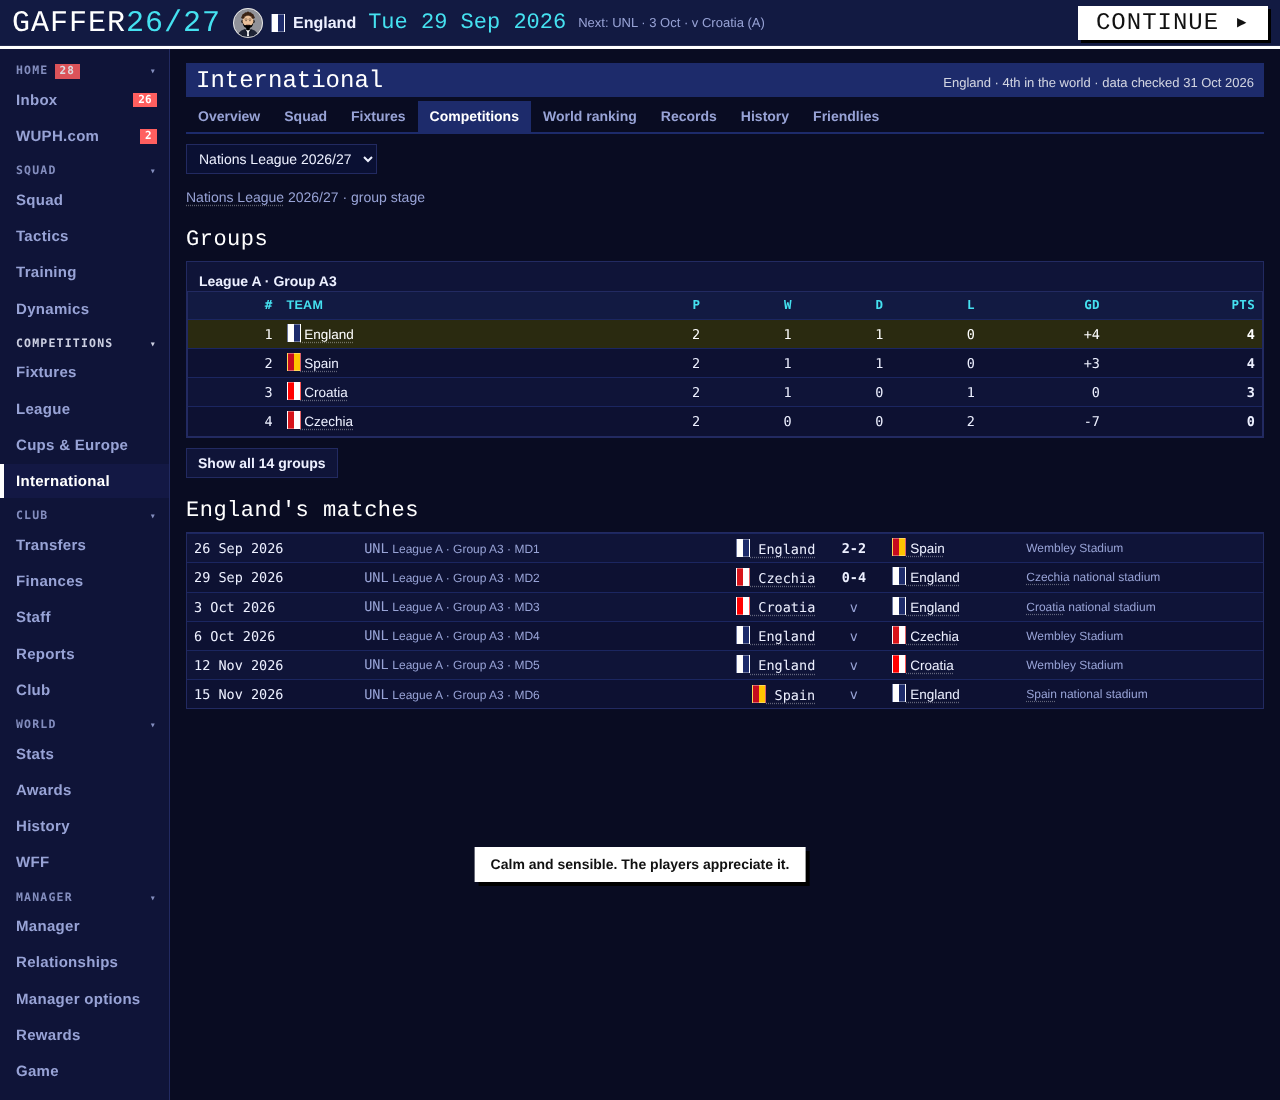 GAFFER26/27 England Tue 29 Sep 2026 Next: UNL · 3 Oct · v Croatia (A) CONTINUE ►
HOME 28 ▾
Inbox 26
WUPH.com 2
SQUAD ▾
Squad
Tactics
Training
Dynamics
COMPETITIONS ▾
Fixtures
League
Cups & Europe
International
CLUB ▾
Transfers
Finances
Staff
Reports
Club
WORLD ▾
Stats
Awards
History
WFF
MANAGER ▾
Manager
Relationships
Manager options
Rewards
Game
International England · 4th in the world · data checked 31 Oct 2026
Overview Squad Fixtures Competitions World ranking Records History Friendlies
Nations League 2026/27
Nations League 2026/27 · group stage
Groups
League A · Group A3
# TEAM P W D L GD PTS
1 England 2 1 1 0 +4 4
2 Spain 2 1 1 0 +3 4
3 Croatia 2 1 0 1 0 3
4 Czechia 2 0 0 2 -7 0
Show all 14 groups
England's matches
26 Sep 2026 UNL League A · Group A3 · MD1 England 2-2 Spain Wembley Stadium
29 Sep 2026 UNL League A · Group A3 · MD2 Czechia 0-4 England Czechia national stadium
3 Oct 2026 UNL League A · Group A3 · MD3 Croatia v England Croatia national stadium
6 Oct 2026 UNL League A · Group A3 · MD4 England v Czechia Wembley Stadium
12 Nov 2026 UNL League A · Group A3 · MD5 England v Croatia Wembley Stadium
15 Nov 2026 UNL League A · Group A3 · MD6 Spain v England Spain national stadium
Calm and sensible. The players appreciate it.